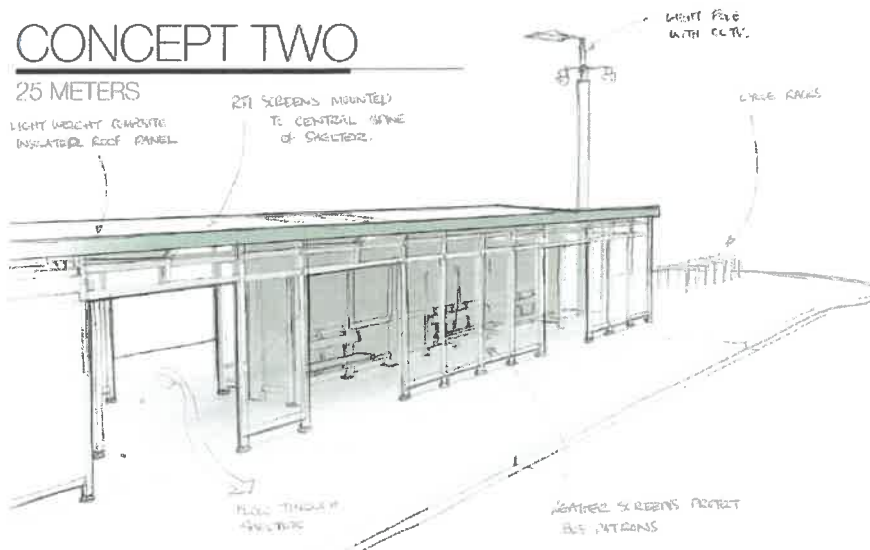 CONCEPT TWO
25 METERS
LIGHT WEIGHT COMPOSITE
INSULATED ROOF PANEL
RTI SCREENS MOUNTED
TO CENTRAL SPINE
OF SHELTER.
LIGHT POLE
WITH CCTV.
CYCLE RACKS
FLOW THROUGH
SHELTER
WEATHER SCREENS PROTECT
BUS PATRONS